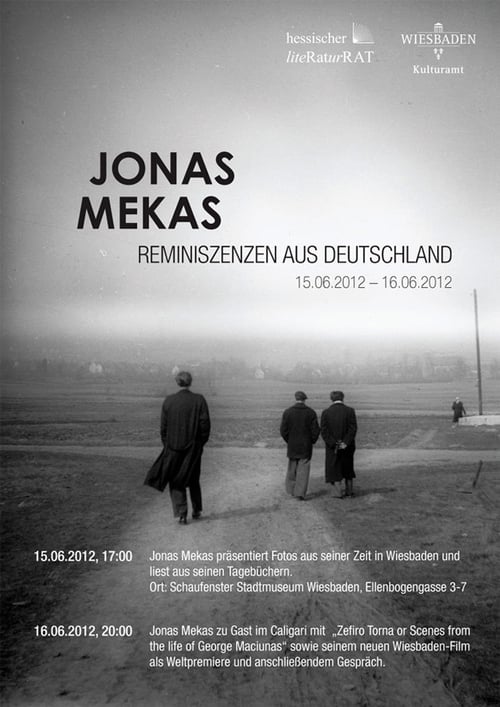 hessischer
liteRaturRAT
WIESBADEN
Kulturamt
JONAS
MEKAS
REMINISZENZEN AUS DEUTSCHLAND
15.06.2012 – 16.06.2012
15.06.2012, 17:00 Jonas Mekas präsentiert Fotos aus seiner Zeit in Wiesbaden und
liest aus seinen Tagebüchern.
Ort: Schaufenster Stadtmuseum Wiesbaden, Ellenbogengasse 3-7
16.06.2012, 20:00 Jonas Mekas zu Gast im Caligari mit „Zefiro Torna or Scenes from
the life of George Maciunas“ sowie seinem neuen Wiesbaden-Film
als Weltpremiere und anschließendem Gespräch.